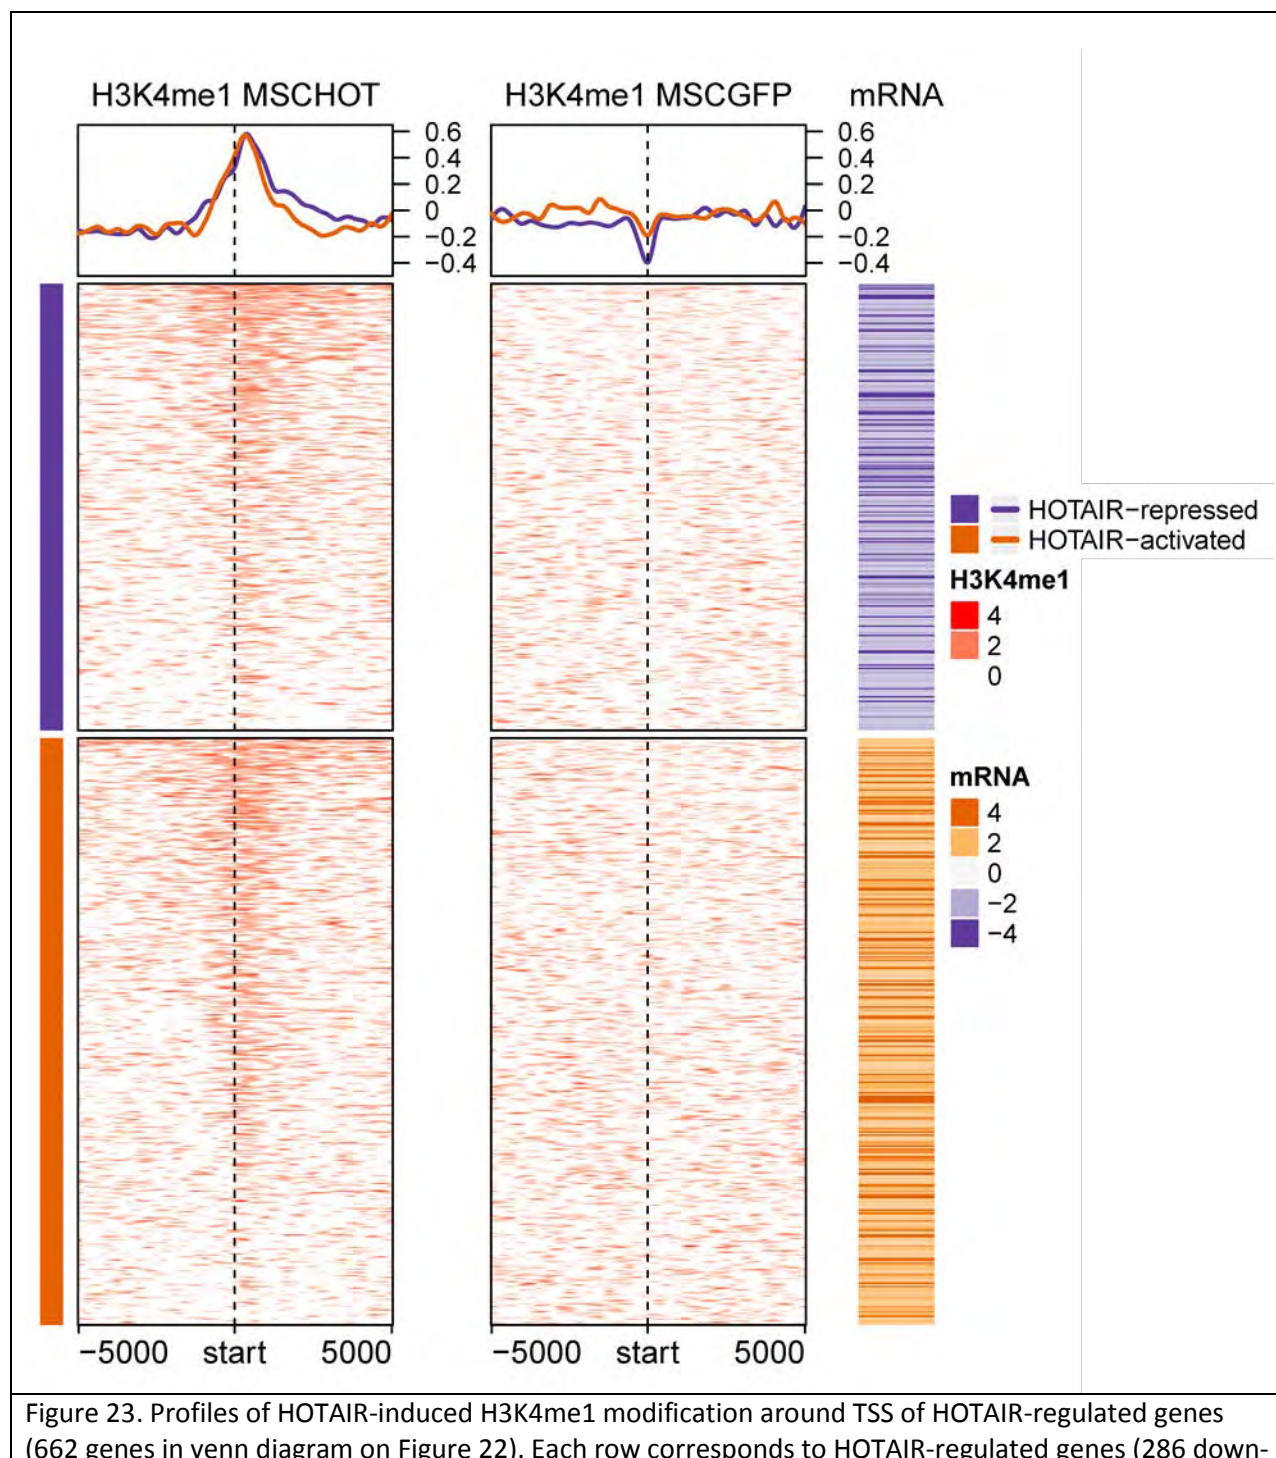 H3K4me1 MSCHOT
H3K4me1 MSCGFP
mRNA
0.6
0.4
0.2
0
−0.2
−0.4
0.6
0.4
0.2
0
−0.2
−0.4
HOTAIR−repressed
HOTAIR−activated
H3K4me1
4
2
0
mRNA
4
2
0
−2
−4
−5000 start 5000
−5000 start 5000
Figure 23. Profiles of HOTAIR-induced H3K4me1 modification around TSS of HOTAIR-regulated genes
(662 genes in venn diagram on Figure 22). Each row corresponds to HOTAIR-regulated genes (286 down-